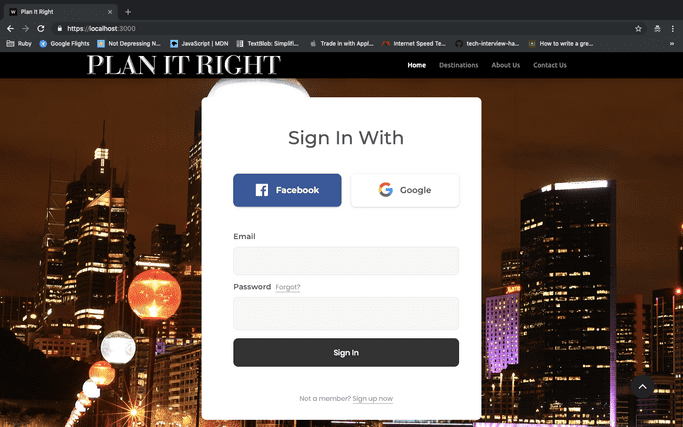 Plan It Right
https://localhost:3000
Ruby Google Flights Not Depressing N... JavaScript | MDN TextBlob: Simplifi... Trade in with Appl... Internet Speed Te... tech-interview-ha... How to write a gre... »
PLAN IT RIGHT Home Destinations About Us Contact Us
Sign In With
Facebook Google
Email
Password Forgot?
Sign In
Not a member? Sign up now